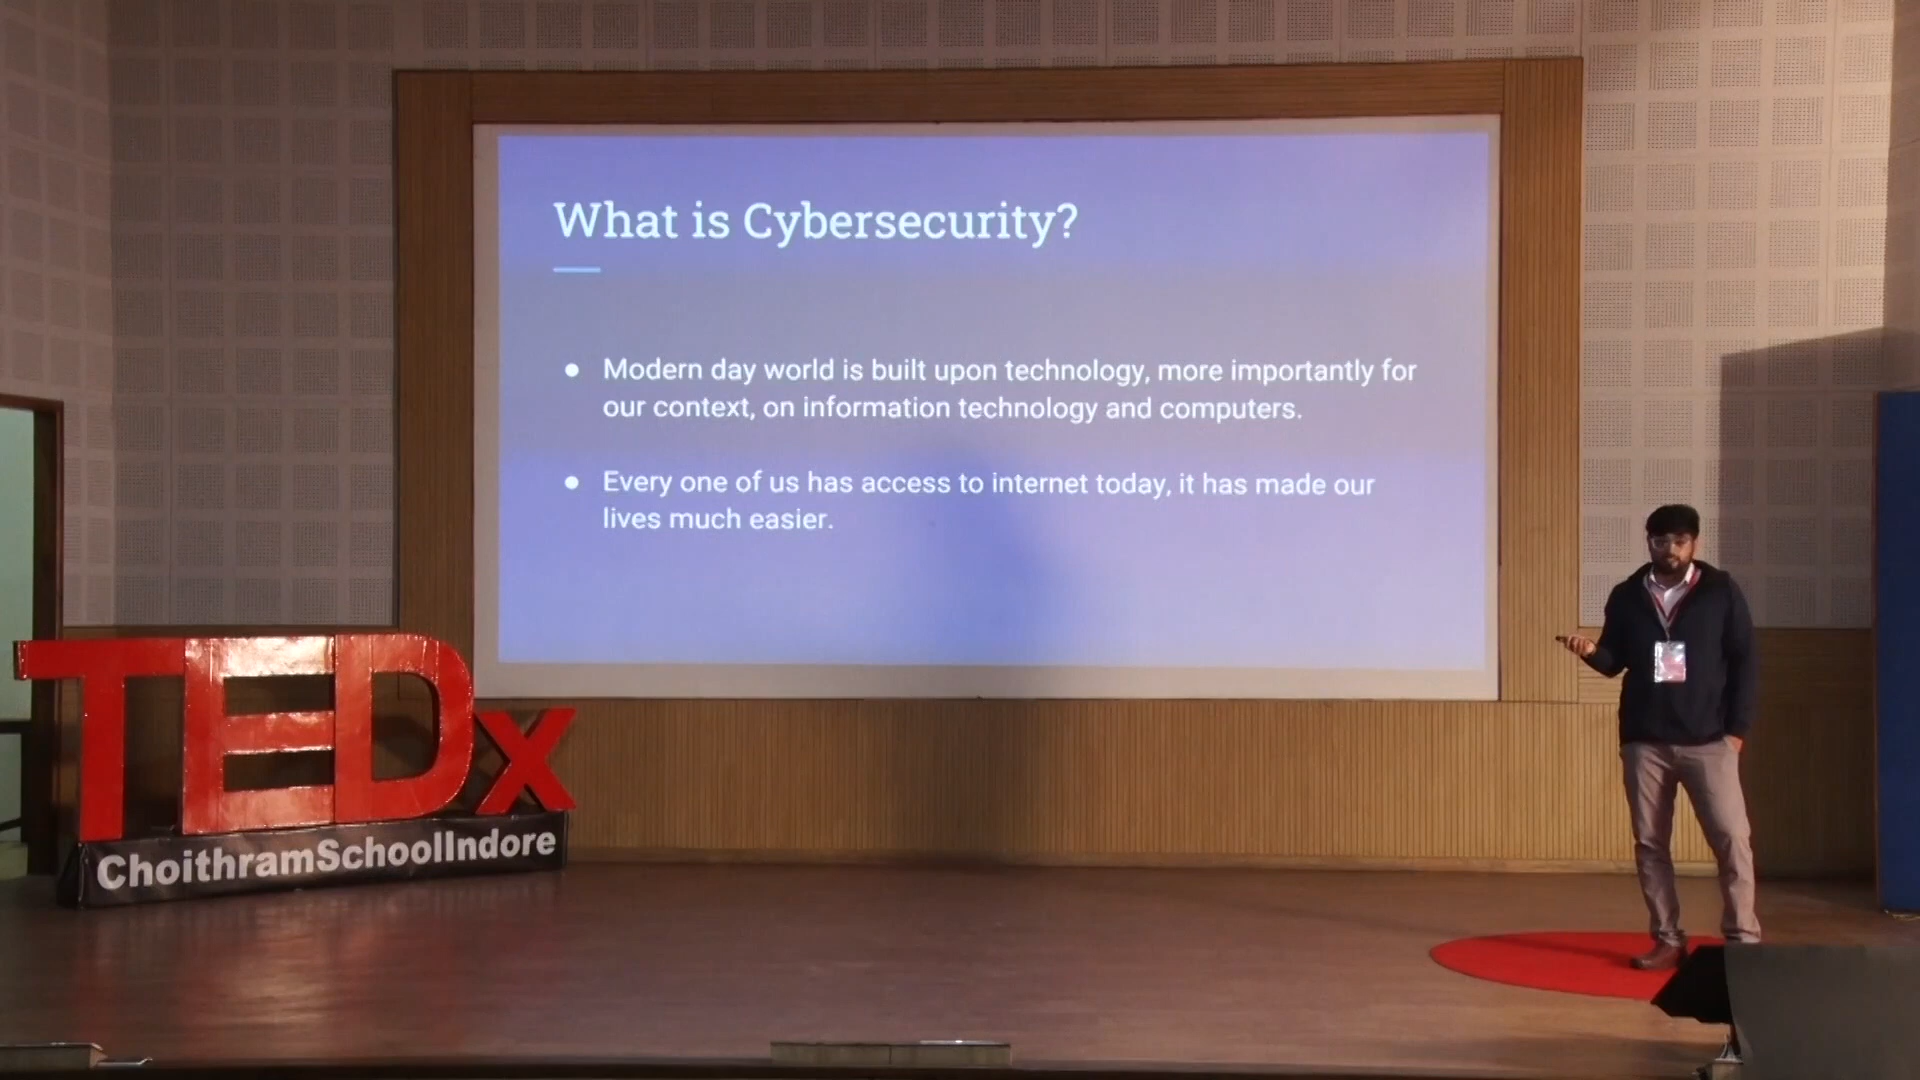 What is Cybersecurity?
● Modern day world is built upon technology, more importantly for
our context, on information technology and computers.
● Every one of us has access to internet today, it has made our
lives much easier.
TEDx
ChoithramSchoolIndore